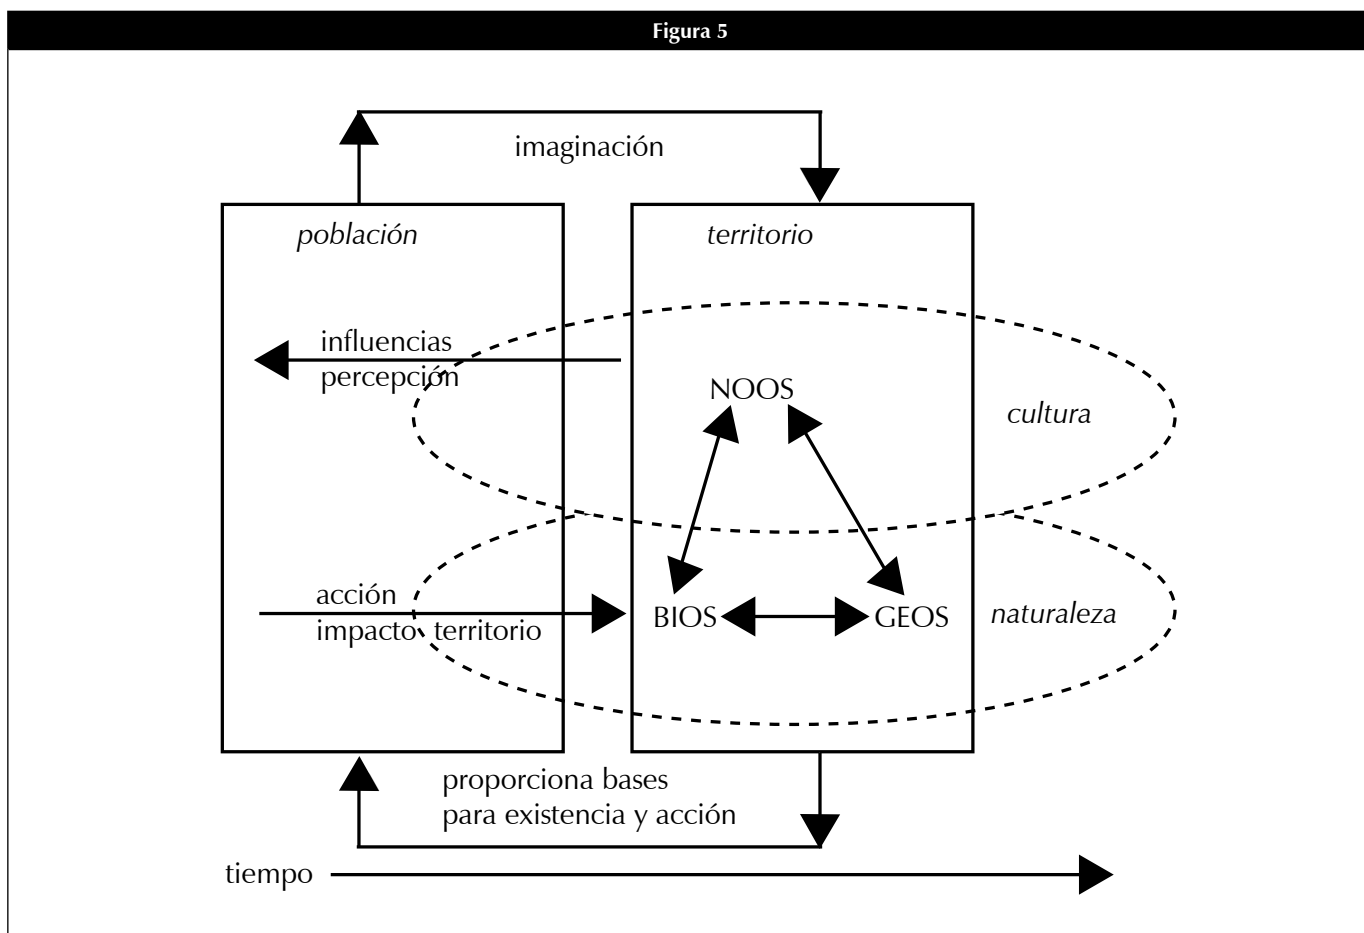 Figura 5
imaginación
población
territorio
influencias
percepción
NOOS
cultura
acción
impacto territorio
BIOS
GEOS
naturaleza
proporciona bases
para existencia y acción
tiempo